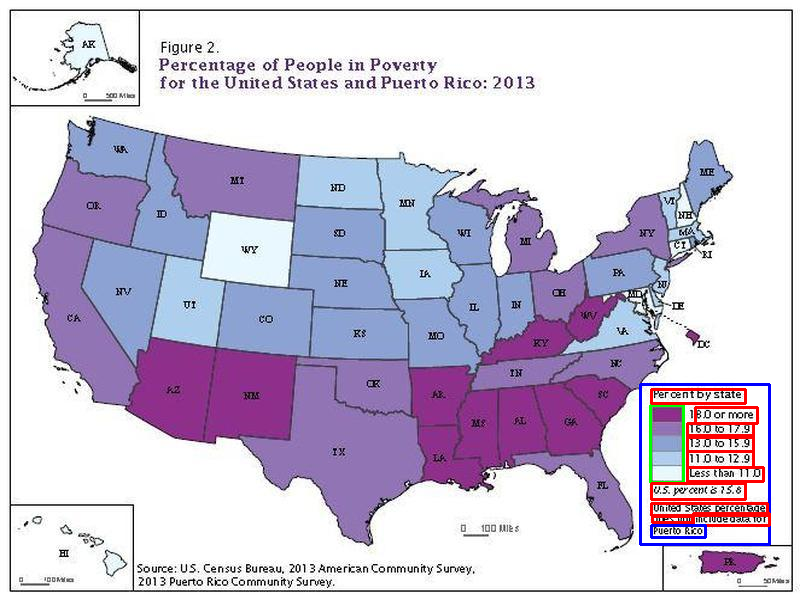 AK
0 500 Miles
Figure 2.
Percentage of People in Poverty
for the United States and Puerto Rico: 2013
WA
MT
ND
MN
ME
OR
ID
SD
WI
MI
VT
NH
NY
MA
CT
RI
WY
NE
IA
PA
NJ
NV
UT
CO
KS
MO
IL
IN
OH
MD
DE
WV
VA
DC
CA
KY
AZ
NM
OK
AR
TN
NC
TX
LA
MS
AL
GA
SC
FL
Percent by state
18.0 or more
16.0 to 17.9
13.0 to 15.9
11.0 to 12.9
Less than 11.0
U.S. percent is 15.8
United States percentage
does not include data for
Puerto Rico
0 100 Miles
HI
0 100 Miles
Source: U.S. Census Bureau, 2013 American Community Survey,
2013 Puerto Rico Community Survey.
PR
0 50 Miles